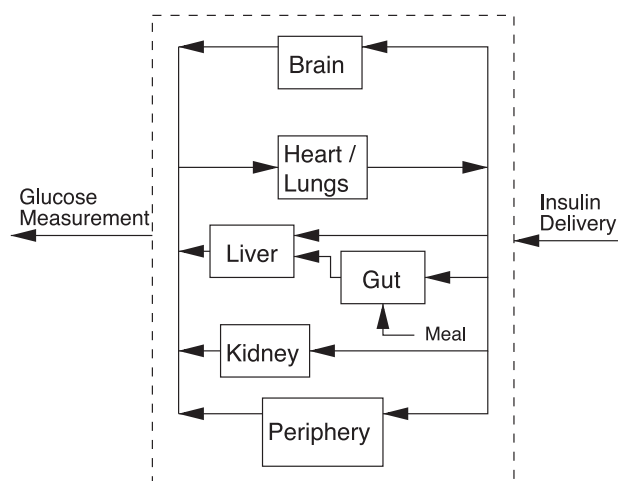 Brain
Heart /
Lungs
Glucose
Measurement
Insulin
Delivery
Liver
Gut
Meal
Kidney
Periphery